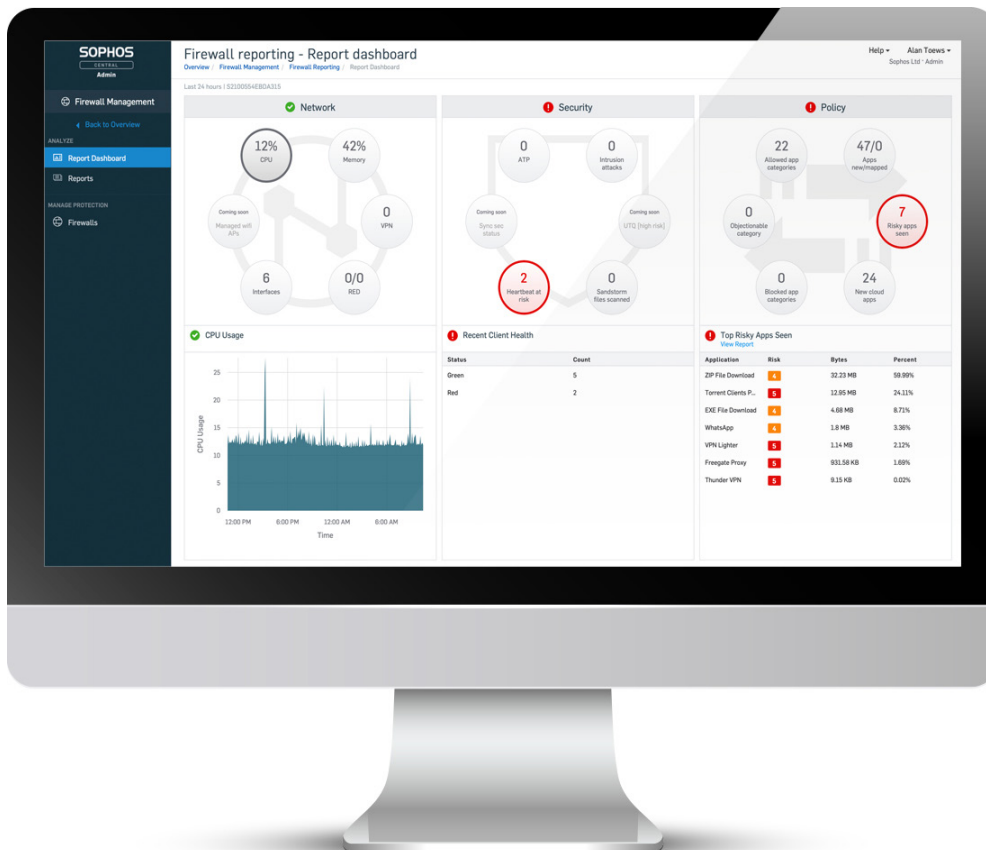 SOPHOS
CENTRAL
Admin
Firewall Management
Back to Overview
ANALYZE
Report Dashboard
Reports
MANAGE PROTECTION
Firewalls
Firewall reporting - Report dashboard
Overview / Firewall Management / Firewall Reporting / Report Dashboard
Help
Alan Toews
Sophos Ltd · Admin
Last 24 hours | S2100554EBDA315
Network
12%
CPU
42%
Memory
Coming soon
Managed wifi
APs
0
VPN
6
Interfaces
0/0
RED
Security
0
ATP
0
Intrusion
attacks
Coming soon
Sync sec
status
Coming soon
UTQ (high risk)
2
Heartbeat at
risk
0
Sandstorm
files scanned
Policy
22
Allowed app
categories
47/0
Apps
new/mapped
0
Objectionable
category
7
Risky apps
seen
0
Blocked app
categories
24
New cloud
apps
CPU Usage
25
20
15
10
5
0
CPU Usage
12:00 PM 6:00 PM 12:00 AM 6:00 AM
Time
Recent Client Health
Status Count
Green 5
Red 2
Top Risky Apps Seen
View Report
Application Risk Bytes Percent
ZIP File Download 4 32.23 MB 59.99%
Torrent Clients P... 5 12.95 MB 24.11%
EXE File Download 4 4.68 MB 8.71%
WhatsApp 4 1.8 MB 3.36%
VPN Lighter 5 1.14 MB 2.12%
Freegate Proxy 5 931.58 KB 1.69%
Thunder VPN 5 9.15 KB 0.02%